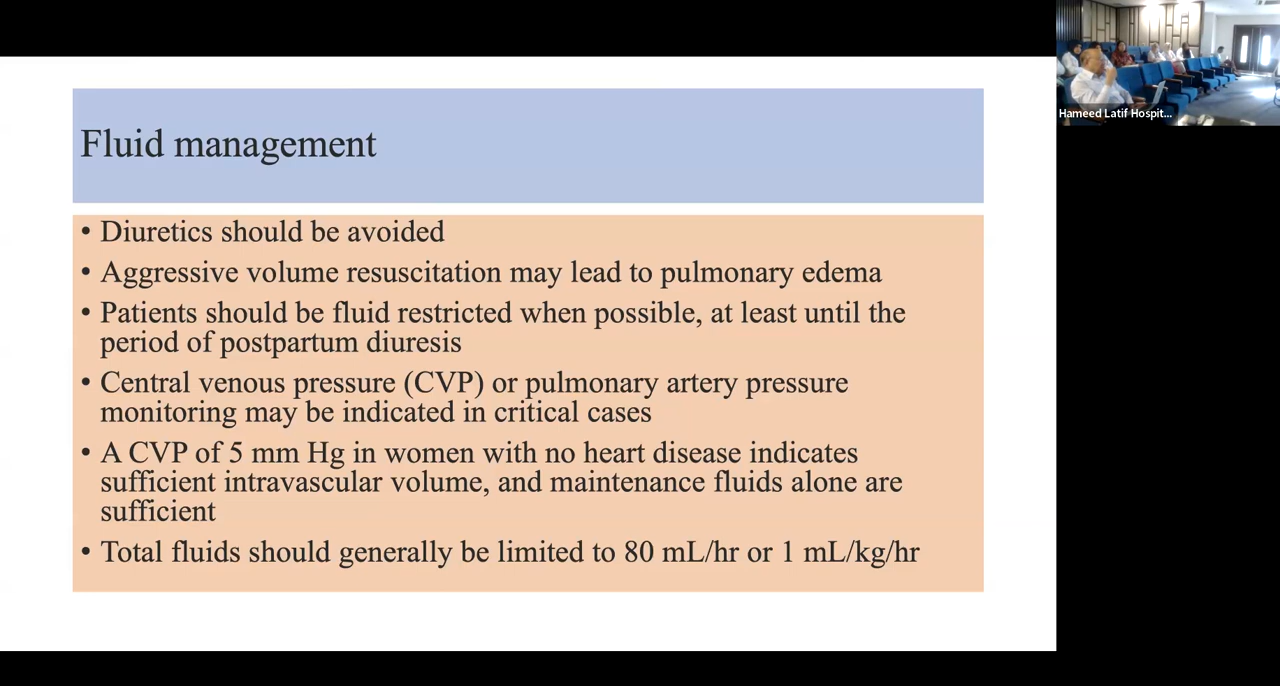 Fluid management
• Diuretics should be avoided
• Aggressive volume resuscitation may lead to pulmonary edema
• Patients should be fluid restricted when possible, at least until the
period of postpartum diuresis
• Central venous pressure (CVP) or pulmonary artery pressure
monitoring may be indicated in critical cases
• A CVP of 5 mm Hg in women with no heart disease indicates
sufficient intravascular volume, and maintenance fluids alone are
sufficient
• Total fluids should generally be limited to 80 mL/hr or 1 mL/kg/hr
Hameed Latif Hospit...